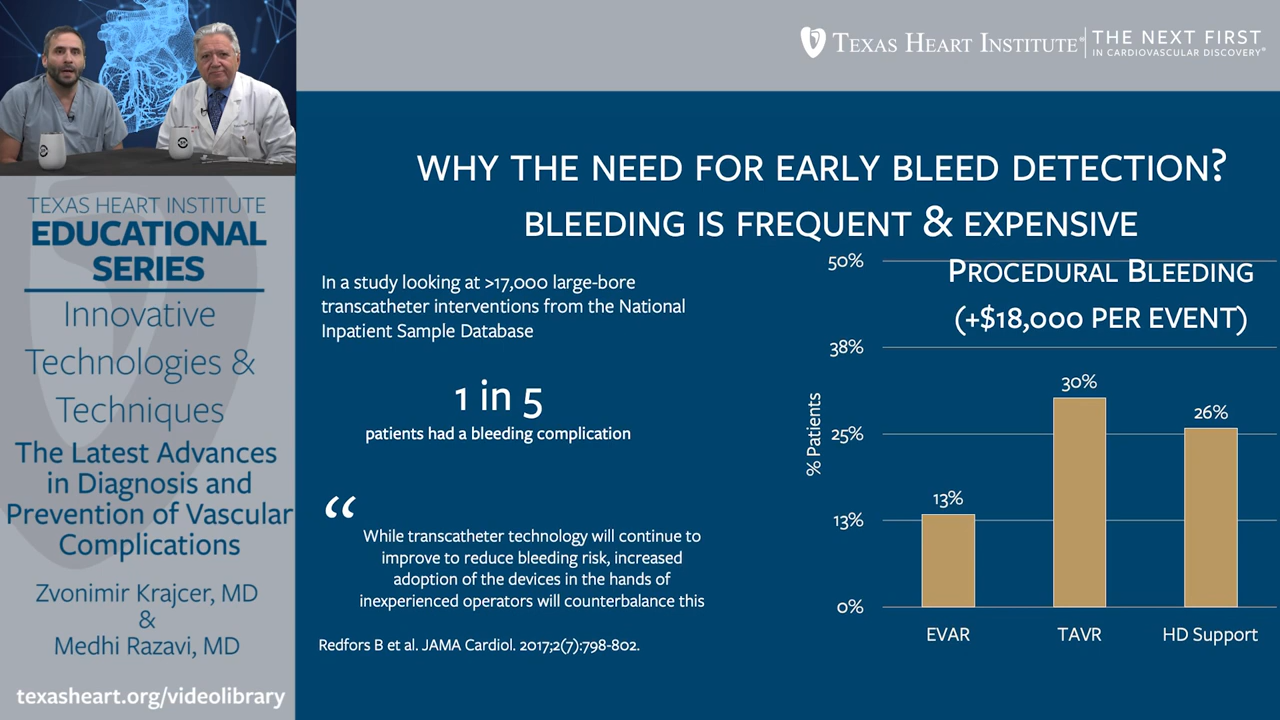 TEXAS HEART INSTITUTE® THE NEXT FIRST
IN CARDIOVASCULAR DISCOVERY®
TEXAS HEART INSTITUTE
EDUCATIONAL
SERIES
Innovative
Technologies &
Techniques
The Latest Advances
in Diagnosis and
Prevention of Vascular
Complications
Zvonimir Krajcer, MD
&
Medhi Razavi, MD
texasheart.org/videolibrary
WHY THE NEED FOR EARLY BLEED DETECTION?
BLEEDING IS FREQUENT & EXPENSIVE
In a study looking at >17,000 large-bore
transcatheter interventions from the National
Inpatient Sample Database
1 in 5
patients had a bleeding complication
“
While transcatheter technology will continue to
improve to reduce bleeding risk, increased
adoption of the devices in the hands of
inexperienced operators will counterbalance this
Redfors B et al. JAMA Cardiol. 2017;2(7):798-802.
PROCEDURAL BLEEDING
(+$18,000 PER EVENT)
% Patients
50%
38%
25%
13%
0%
13%
30%
26%
EVAR
TAVR
HD Support